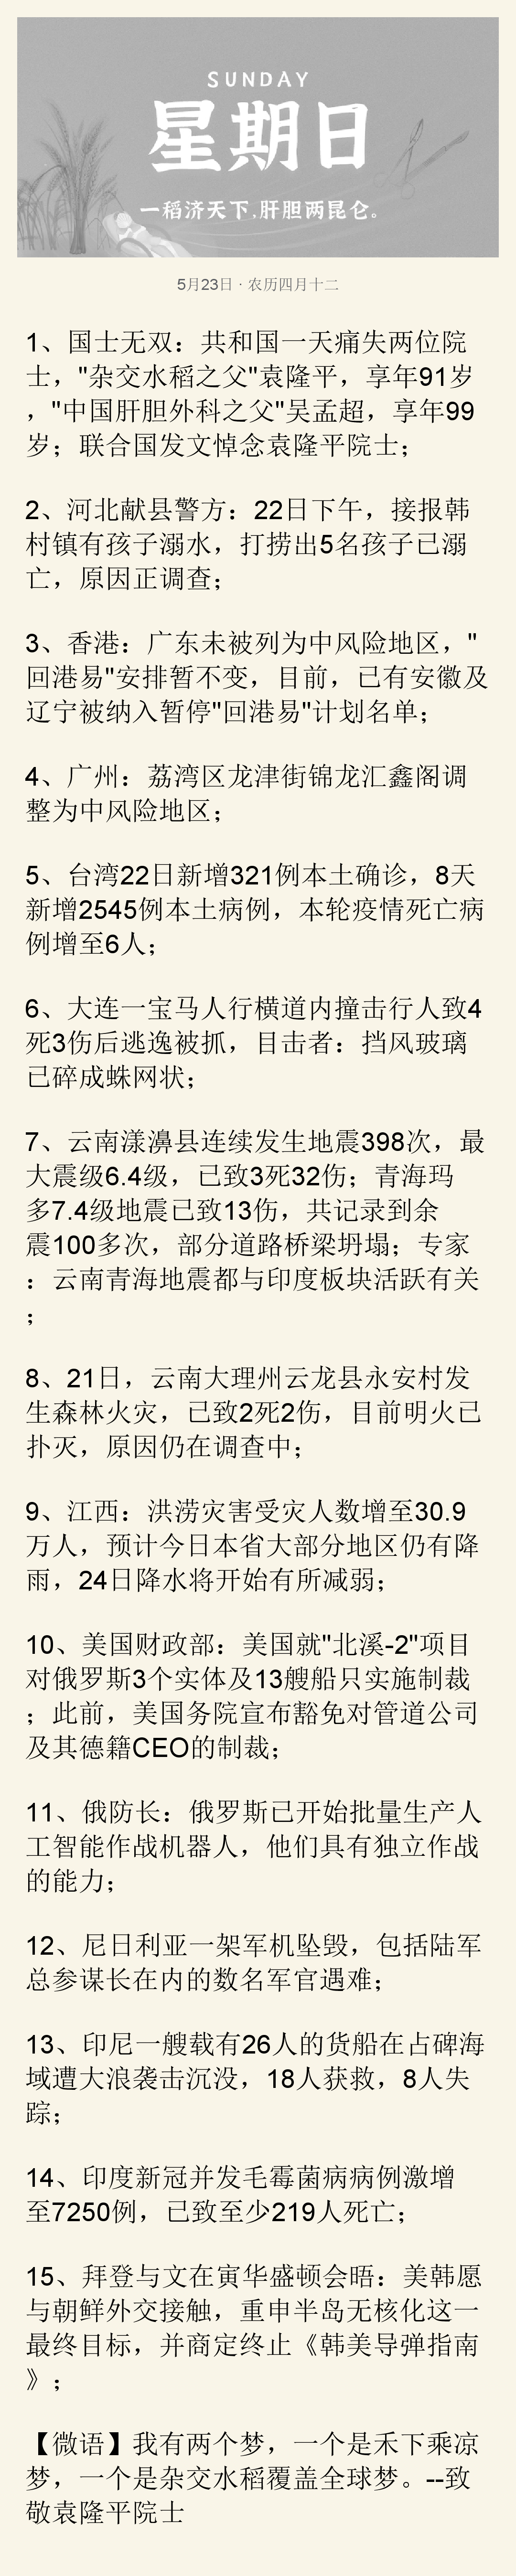 SUNDAY
星期日
一稻济天下,肝胆两昆仑。
5月23日 · 农历四月十二
1、国士无双：共和国一天痛失两位院
士，"杂交水稻之父"袁隆平，享年91岁
，"中国肝胆外科之父"吴孟超，享年99
岁；联合国发文悼念袁隆平院士；
2、河北献县警方：22日下午，接报韩
村镇有孩子溺水，打捞出5名孩子已溺
亡，原因正调查；
3、香港：广东未被列为中风险地区，"
回港易"安排暂不变，目前，已有安徽及
辽宁被纳入暂停"回港易"计划名单；
4、广州：荔湾区龙津街锦龙汇鑫阁调
整为中风险地区；
5、台湾22日新增321例本土确诊，8天
新增2545例本土病例，本轮疫情死亡病
例增至6人；
6、大连一宝马人行横道内撞击行人致4
死3伤后逃逸被抓，目击者：挡风玻璃
已碎成蛛网状；
7、云南漾濞县连续发生地震398次，最
大震级6.4级，已致3死32伤；青海玛
多7.4级地震已致13伤，共记录到余
震100多次，部分道路桥梁坍塌；专家
：云南青海地震都与印度板块活跃有关
；
8、21日，云南大理州云龙县永安村发
生森林火灾，已致2死2伤，目前明火已
扑灭，原因仍在调查中；
9、江西：洪涝灾害受灾人数增至30.9
万人，预计今日本省大部分地区仍有降
雨，24日降水将开始有所减弱；
10、美国财政部：美国就"北溪-2"项目
对俄罗斯3个实体及13艘船只实施制裁
；此前，美国务院宣布豁免对管道公司
及其德籍CEO的制裁；
11、俄防长：俄罗斯已开始批量生产人
工智能作战机器人，他们具有独立作战
的能力；
12、尼日利亚一架军机坠毁，包括陆军
总参谋长在内的数名军官遇难；
13、印尼一艘载有26人的货船在占碑海
域遭大浪袭击沉没，18人获救，8人失
踪；
14、印度新冠并发毛霉菌病病例激增
至7250例，已致至少219人死亡；
15、拜登与文在寅华盛顿会晤：美韩愿
与朝鲜外交接触，重申半岛无核化这一
最终目标，并商定终止《韩美导弹指南
》；
【微语】我有两个梦，一个是禾下乘凉
梦，一个是杂交水稻覆盖全球梦。--致
敬袁隆平院士